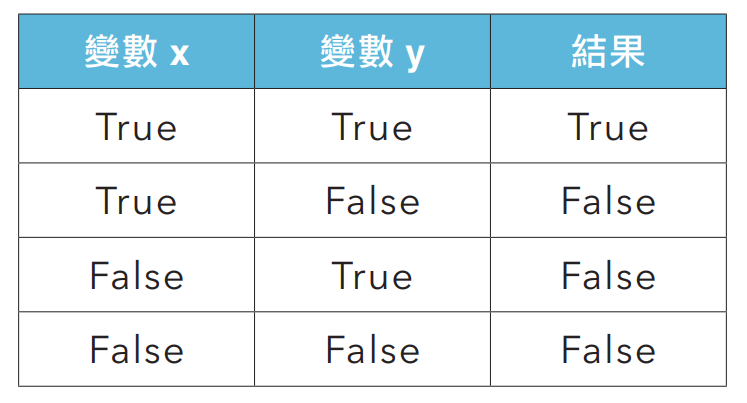 變數 x 變數 y 結果
True True True
True False False
False True False
False False False